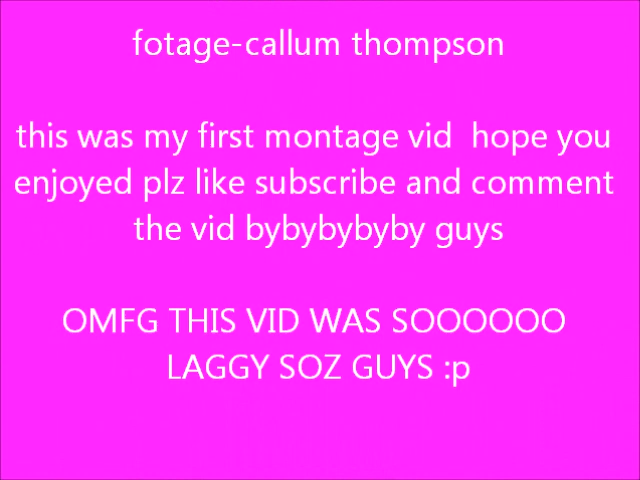 fotage-callum thompson
this was my first montage vid  hope you
enjoyed plz like subscribe and comment
the vid bybybybyby guys
OMFG THIS VID WAS SOOOOOO
LAGGY SOZ GUYS :p